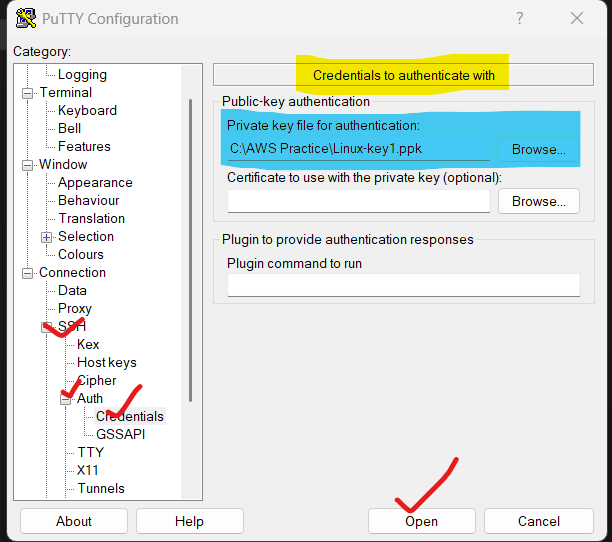 PuTTY Configuration
?
Category:
Logging
Terminal
Keyboard
Bell
Features
Window
Appearance
Behaviour
Translation
Selection
Colours
Connection
Data
Proxy
SSH
Kex
Host keys
Cipher
Auth
Credentials
GSSAPI
TTY
X11
Tunnels
Credentials to authenticate with
Public-key authentication
Private key file for authentication:
C:\AWS Practice\Linux-key1.ppk
Browse...
Certificate to use with the private key (optional):
Browse...
Plugin to provide authentication responses
Plugin command to run
About
Help
Open
Cancel